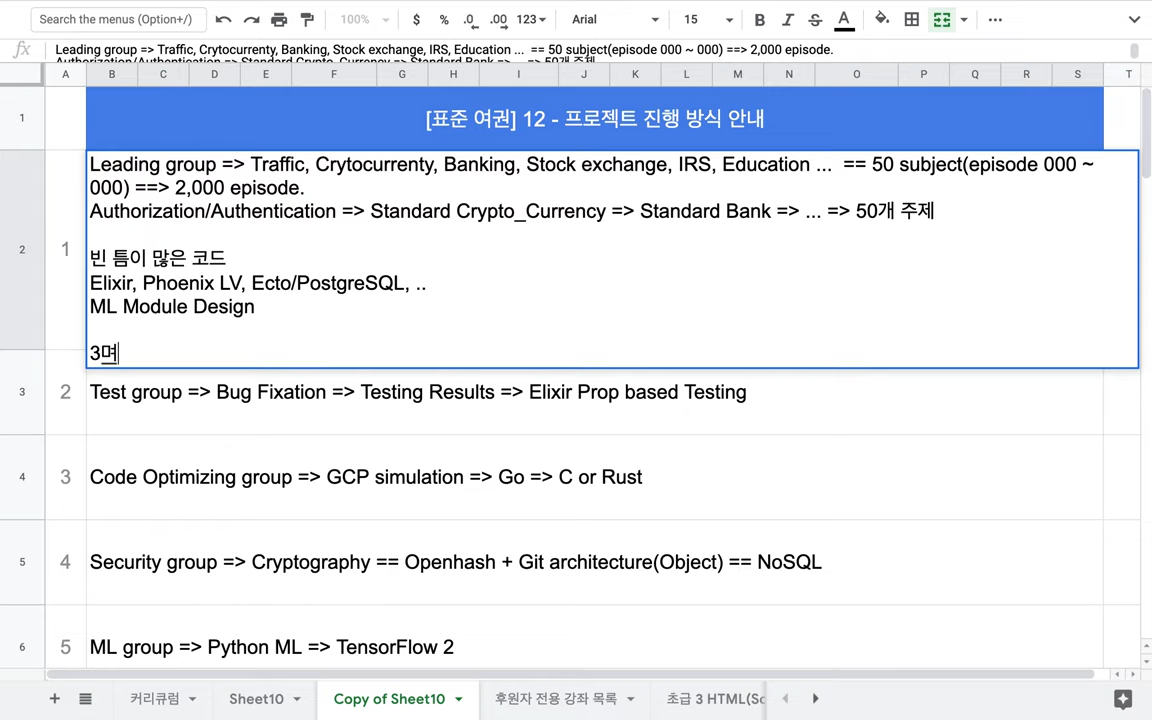 Search the menus (Option+/)
100%
$ % .0 .00 123
Arial
15
B I S A
fx
Leading group => Traffic, Crytocurrenty, Banking, Stock exchange, IRS, Education ... == 50 subject(episode 000 ~ 000) ==> 2,000 episode.
A B C D E F G H I J K L M N O P Q R S T
1
[표준 여권] 12 - 프로젝트 진행 방식 안내
Leading group => Traffic, Crytocurrenty, Banking, Stock exchange, IRS, Education ... == 50 subject(episode 000 ~
000) ==> 2,000 episode.
Authorization/Authentication => Standard Crypto_Currency => Standard Bank => ... => 50개 주제
2 1
빈 틈이 많은 코드
Elixir, Phoenix LV, Ecto/PostgreSQL, ..
ML Module Design
3며
3 2 Test group => Bug Fixation => Testing Results => Elixir Prop based Testing
4 3 Code Optimizing group => GCP simulation => Go => C or Rust
5 4 Security group => Cryptography == Openhash + Git architecture(Object) == NoSQL
6 5 ML group => Python ML => TensorFlow 2
커리큐럼 Sheet10 Copy of Sheet10 후원자 전용 강좌 목록 초급 3 HTML(Sc